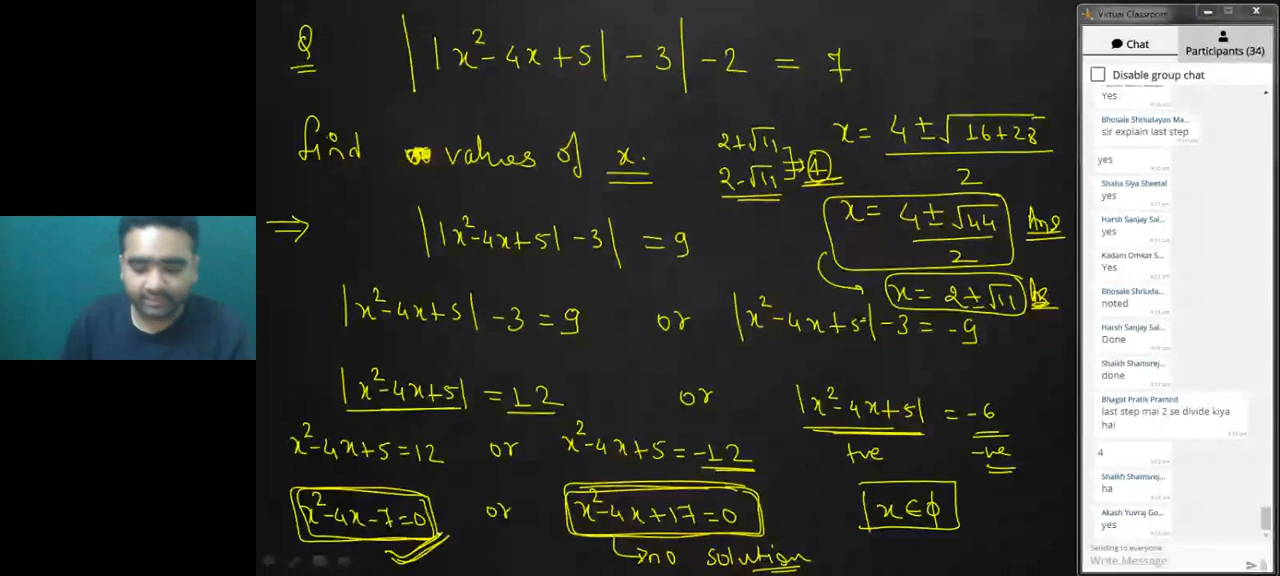 Q | |x²-4x+5| - 3 | - 2 = 7
find values of x.
2+√11
2-√11
x = 4 ± √16+28 / 2
⇒ | |x²-4x+5| - 3 | = 9
x = 4 ± √44 / 2 Ans
x = 2 ± √11
|x²-4x+5| - 3 = 9 or |x²-4x+5| - 3 = -9
|x²-4x+5| = 12 or |x²-4x+5| = -6
+ve -ve
x²-4x+5 = 12 or x²-4x+5 = -12
x²-4x-7=0 or x²-4x+17=0 x∈ϕ
→ no solution
Virtual Classroom
Chat
Participants (34)
Disable group chat
Yes
Bhosale Shriudayan Ma...
sir explain last step
yes
Shaha Siya Sheetal
yes
Harsh Sanjay Sal...
yes
Kadam Omkar S...
Yes
Bhosale Shriuda...
noted
Harsh Sanjay Sal...
Done
Shaikh Shamsrej...
done
Bhagat Pratik Pramod
last step mai 2 se divide kiya
hai
4
Shaikh Shamsrej...
ha
Akash Yuvraj Go...
yes
Sending to everyone
Write Message...